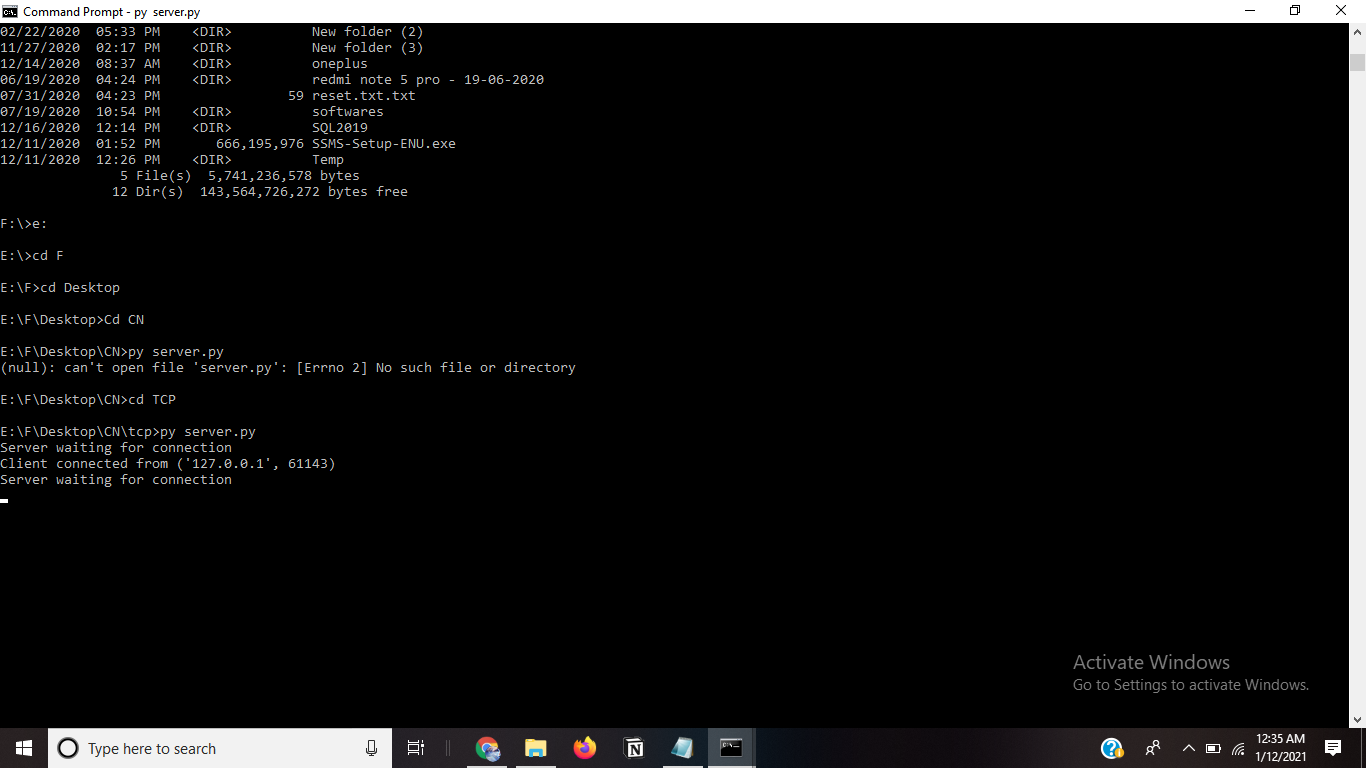 Command Prompt - py  server.py
02/22/2020  05:33 PM    <DIR>          New folder (2)
11/27/2020  02:17 PM    <DIR>          New folder (3)
12/14/2020  08:37 AM    <DIR>          oneplus
06/19/2020  04:24 PM    <DIR>          redmi note 5 pro - 19-06-2020
07/31/2020  04:23 PM                59 reset.txt.txt
07/19/2020  10:54 PM    <DIR>          softwares
12/16/2020  12:14 PM    <DIR>          SQL2019
12/11/2020  01:52 PM       666,195,976 SSMS-Setup-ENU.exe
12/11/2020  12:26 PM    <DIR>          Temp
               5 File(s)  5,741,236,578 bytes
              12 Dir(s)  143,564,726,272 bytes free
F:\>e:
E:\>cd F
E:\F>cd Desktop
E:\F\Desktop>Cd CN
E:\F\Desktop\CN>py server.py
(null): can't open file 'server.py': [Errno 2] No such file or directory
E:\F\Desktop\CN>cd TCP
E:\F\Desktop\CN\tcp>py server.py
Server waiting for connection
Client connected from ('127.0.0.1', 61143)
Server waiting for connection
Activate Windows
Go to Settings to activate Windows.
Type here to search
12:35 AM
1/12/2021